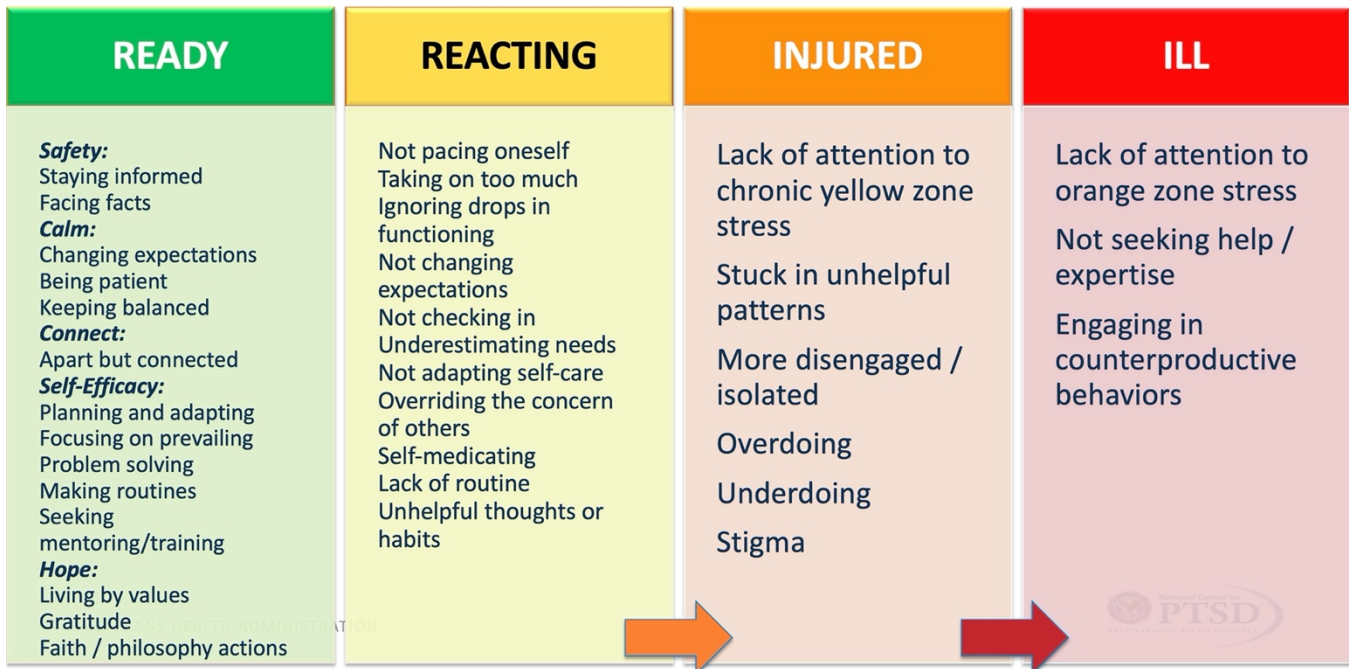 READY
Safety:
Staying informed
Facing facts
Calm:
Changing expectations
Being patient
Keeping balanced
Connect:
Apart but connected
Self-Efficacy:
Planning and adapting
Focusing on prevailing
Problem solving
Making routines
Seeking
mentoring/training
Hope:
Living by values
Gratitude
Faith / philosophy actions
REACTING
Not pacing oneself
Taking on too much
Ignoring drops in
functioning
Not changing
expectations
Not checking in
Underestimating needs
Not adapting self-care
Overriding the concern
of others
Self-medicating
Lack of routine
Unhelpful thoughts or
habits
INJURED
Lack of attention to
chronic yellow zone
stress
Stuck in unhelpful
patterns
More disengaged /
isolated
Overdoing
Underdoing
Stigma
ILL
Lack of attention to
orange zone stress
Not seeking help /
expertise
Engaging in
counterproductive
behaviors
HEALTH ADMINISTRATION
National Center for
PTSD